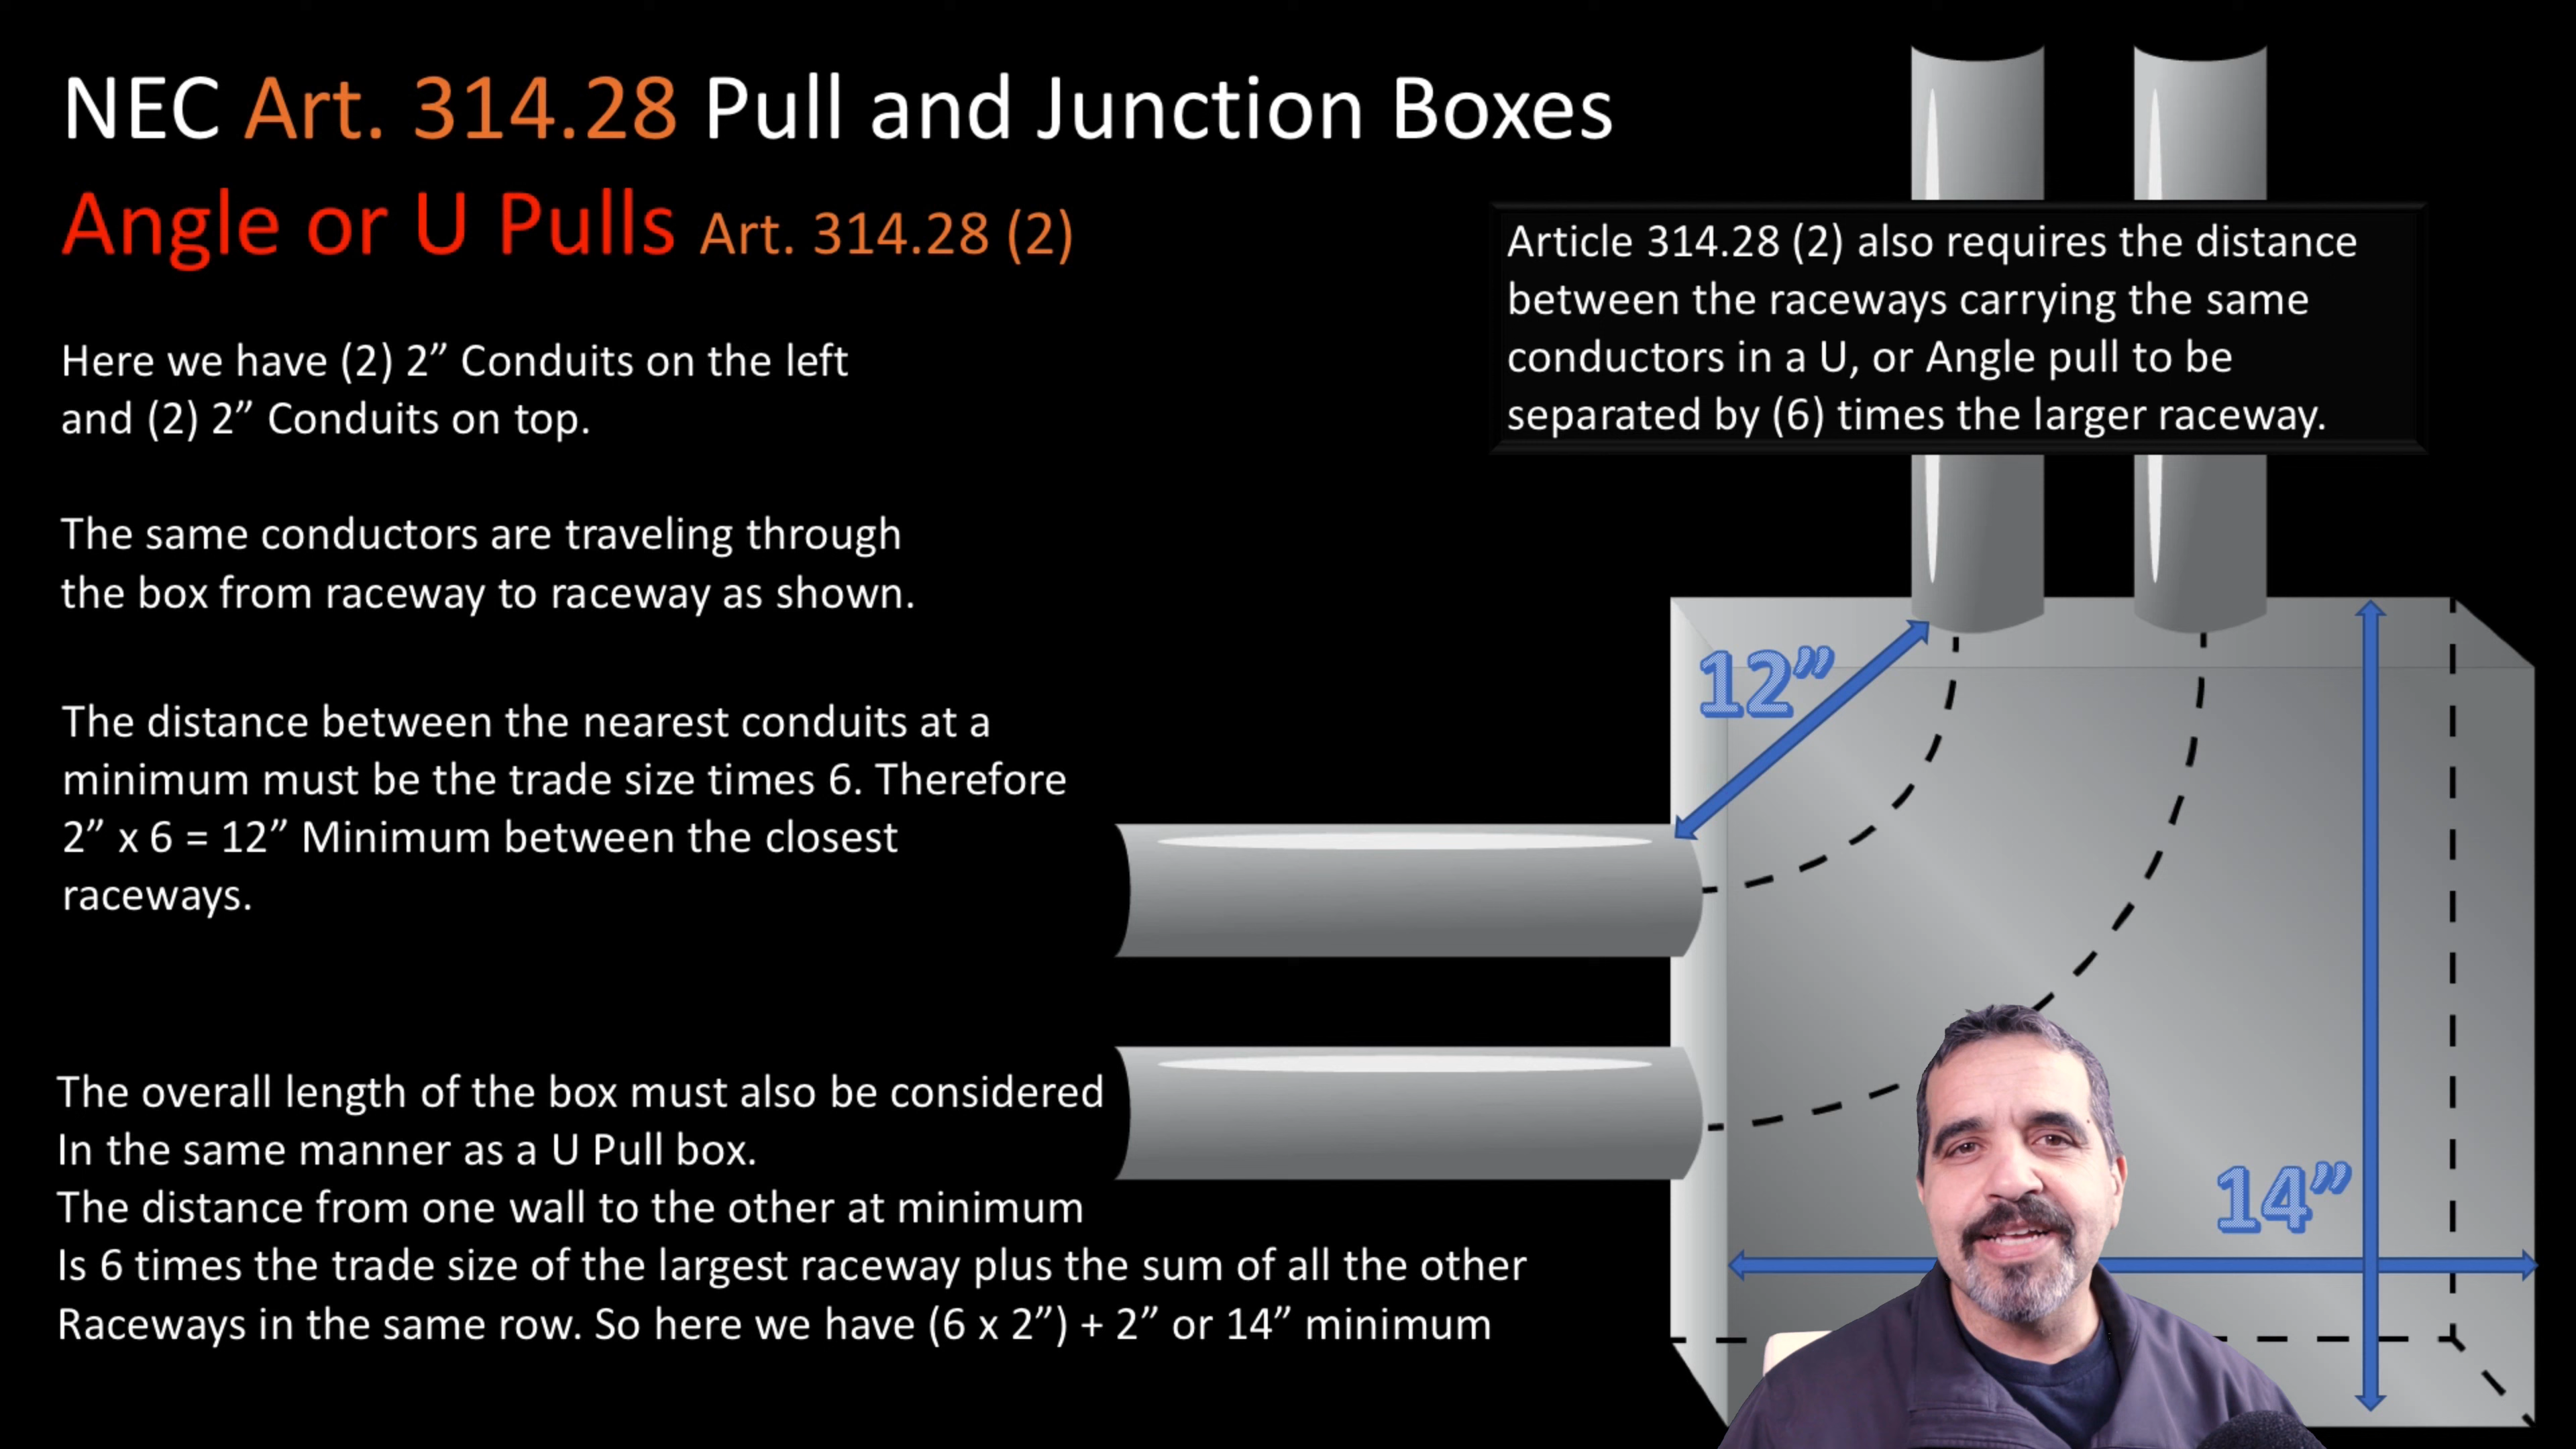 NEC Art. 314.28 Pull and Junction Boxes
Angle or U Pulls Art. 314.28 (2)
Here we have (2) 2” Conduits on the left
and (2) 2” Conduits on top.
The same conductors are traveling through
the box from raceway to raceway as shown.
The distance between the nearest conduits at a
minimum must be the trade size times 6. Therefore
2” x 6 = 12” Minimum between the closest
raceways.
The overall length of the box must also be considered
In the same manner as a U Pull box.
The distance from one wall to the other at minimum
Is 6 times the trade size of the largest raceway plus the sum of all the other
Raceways in the same row. So here we have (6 x 2”) + 2” or 14” minimum
Article 314.28 (2) also requires the distance
between the raceways carrying the same
conductors in a U, or Angle pull to be
separated by (6) times the larger raceway.
12”
14”